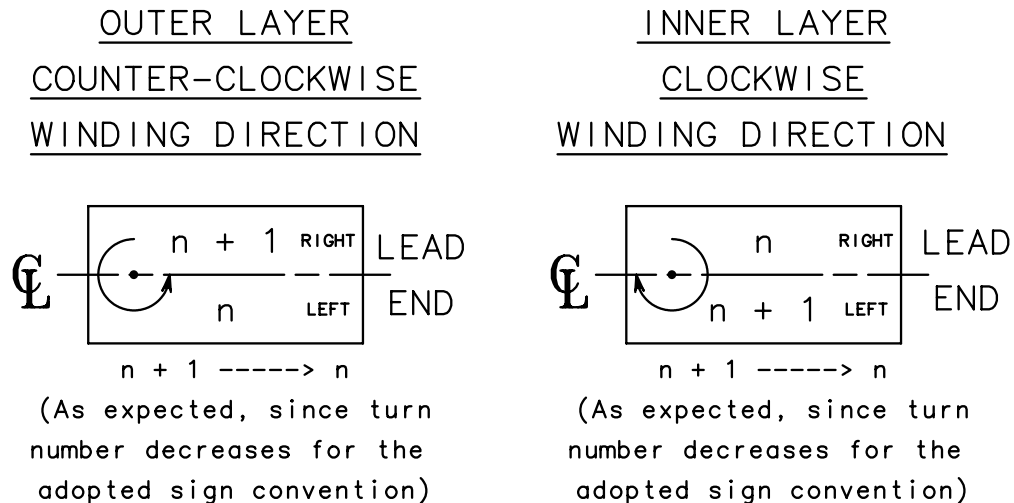 OUTER LAYER
COUNTER-CLOCKWISE
WINDING DIRECTION
℄
n + 1 RIGHT
n LEFT
LEAD
END
n + 1 -----> n
(As expected, since turn
number decreases for the
adopted sign convention)
INNER LAYER
CLOCKWISE
WINDING DIRECTION
℄
n RIGHT
n + 1 LEFT
LEAD
END
n + 1 -----> n
(As expected, since turn
number decreases for the
adopted sign convention)